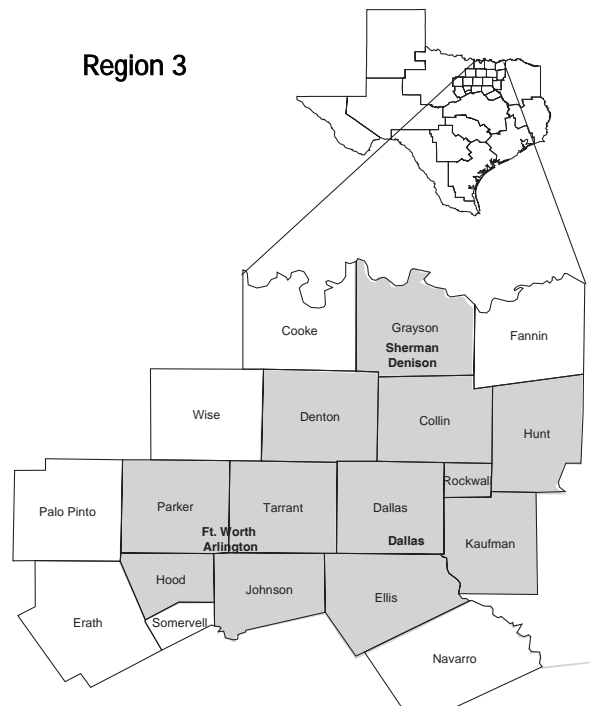 Region 3
Cooke
Grayson
Sherman
Denison
Fannin
Wise
Denton
Collin
Hunt
Palo Pinto
Parker
Tarrant
Dallas
Rockwall
Ft. Worth
Arlington
Dallas
Kaufman
Hood
Johnson
Ellis
Erath
Somervell
Navarro